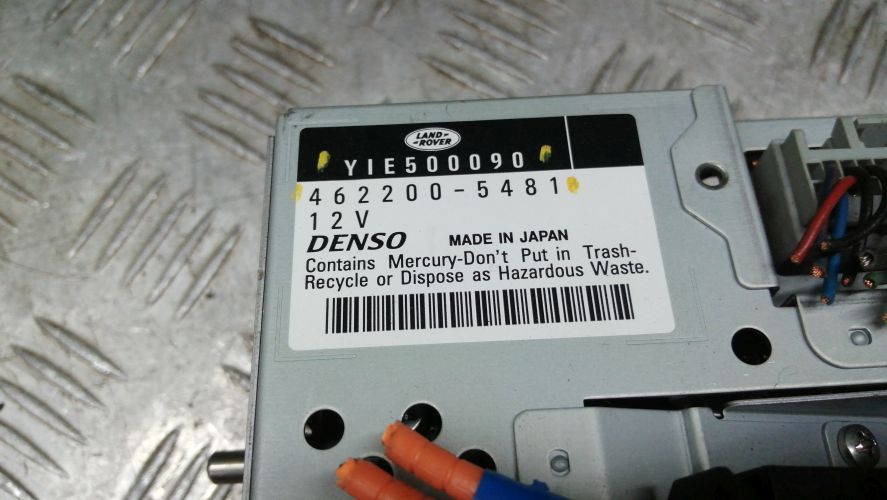 LAND-
ROVER
YIE500090
462200-5481
12V
DENSO MADE IN JAPAN
Contains Mercury-Don't Put in Trash-
Recycle or Dispose as Hazardous Waste.